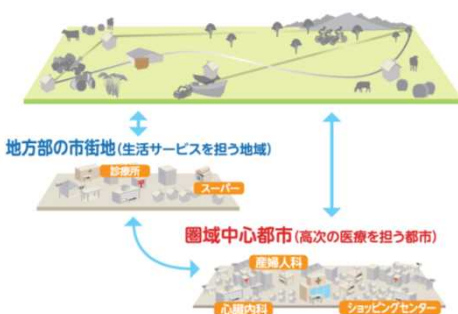 地方部の市街地(生活サービスを担う地域)
診療所
スーパー
圏域中心都市(高次の医療を担う都市)
産婦人科
心臓内科
ショッピングセンター